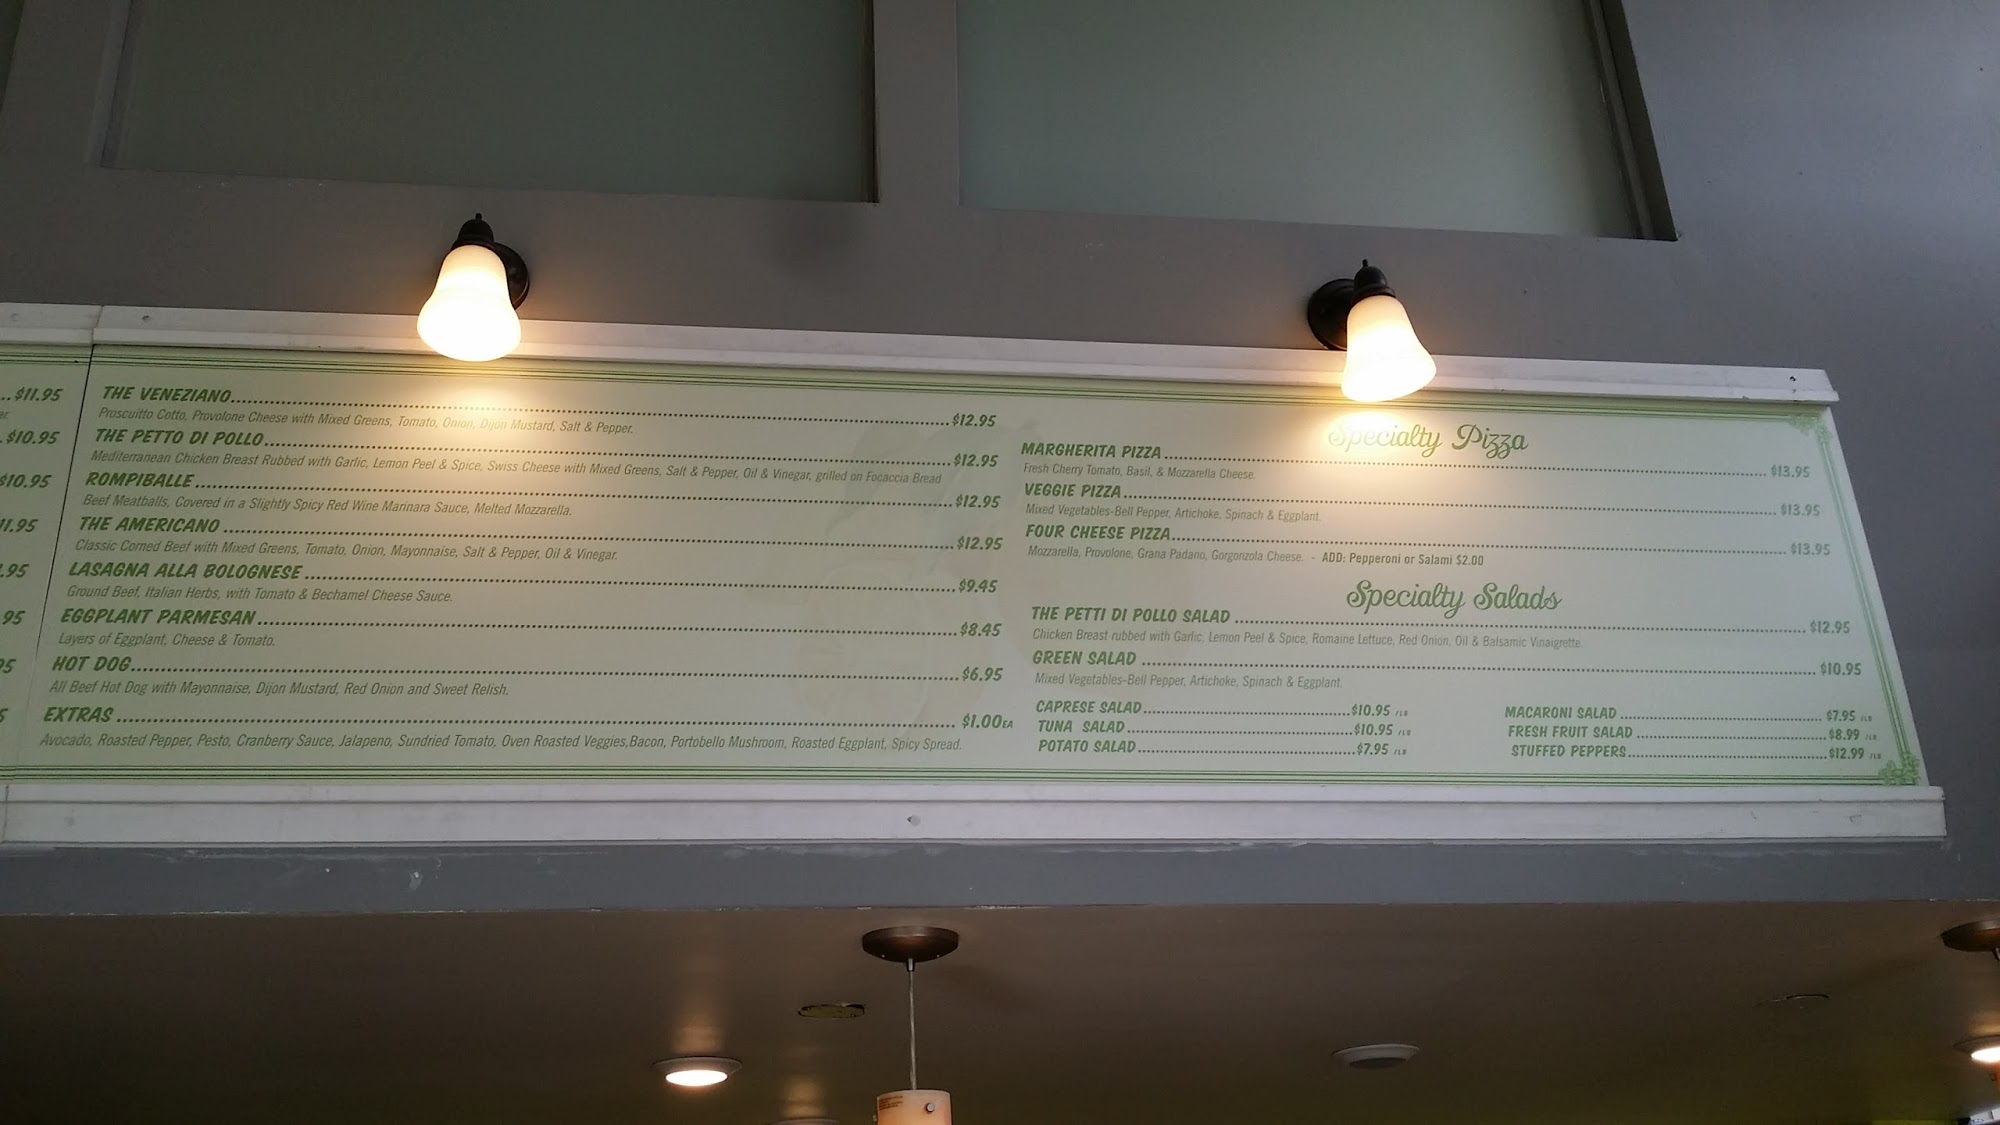 .. $11.95
. $10.95
$10.95
11.95
.95
95
THE VENEZIANO $12.95
Proscuitto Cotto, Provolone Cheese with Mixed Greens, Tomato, Onion, Dijon Mustard, Salt & Pepper.
THE PETTO DI POLLO $12.95
Mediterranean Chicken Breast Rubbed with Garlic, Lemon Peel & Spice, Swiss Cheese with Mixed Greens, Salt & Pepper, Oil & Vinegar, grilled on Focaccia Bread
ROMPIBALLE $12.95
Beef Meatballs, Covered in a Slightly Spicy Red Wine Marinara Sauce, Melted Mozzarella.
THE AMERICANO $12.95
Classic Corned Beef with Mixed Greens, Tomato, Onion, Mayonnaise, Salt & Pepper, Oil & Vinegar.
LASAGNA ALLA BOLOGNESE $9.45
Ground Beef, Italian Herbs, with Tomato & Bechamel Cheese Sauce.
EGGPLANT PARMESAN $8.45
Layers of Eggplant, Cheese & Tomato.
HOT DOG $6.95
All Beef Hot Dog with Mayonnaise, Dijon Mustard, Red Onion and Sweet Relish.
EXTRAS $1.00EA
Avocado, Roasted Pepper, Pesto, Cranberry Sauce, Jalapeno, Sundried Tomato, Oven Roasted Veggies,Bacon, Portobello Mushroom, Roasted Eggplant, Spicy Spread.
Specialty Pizza
MARGHERITA PIZZA $13.95
Fresh Cherry Tomato, Basil, & Mozzarella Cheese.
VEGGIE PIZZA $13.95
Mixed Vegetables-Bell Pepper, Artichoke, Spinach & Eggplant.
FOUR CHEESE PIZZA $13.95
Mozzarella, Provolone, Grana Padano, Gorgonzola Cheese. - ADD: Pepperoni or Salami $2.00
Specialty Salads
THE PETTI DI POLLO SALAD $12.95
Chicken Breast rubbed with Garlic, Lemon Peel & Spice, Romaine Lettuce, Red Onion, Oil & Balsamic Vinaigrette.
GREEN SALAD $10.95
Mixed Vegetables-Bell Pepper, Artichoke, Spinach & Eggplant.
CAPRESE SALAD $10.95 /LB
TUNA SALAD $10.95 /LB
POTATO SALAD $7.95 /LB
MACARONI SALAD $7.95 /LB
FRESH FRUIT SALAD $8.99 /LB
STUFFED PEPPERS $12.99 /LB